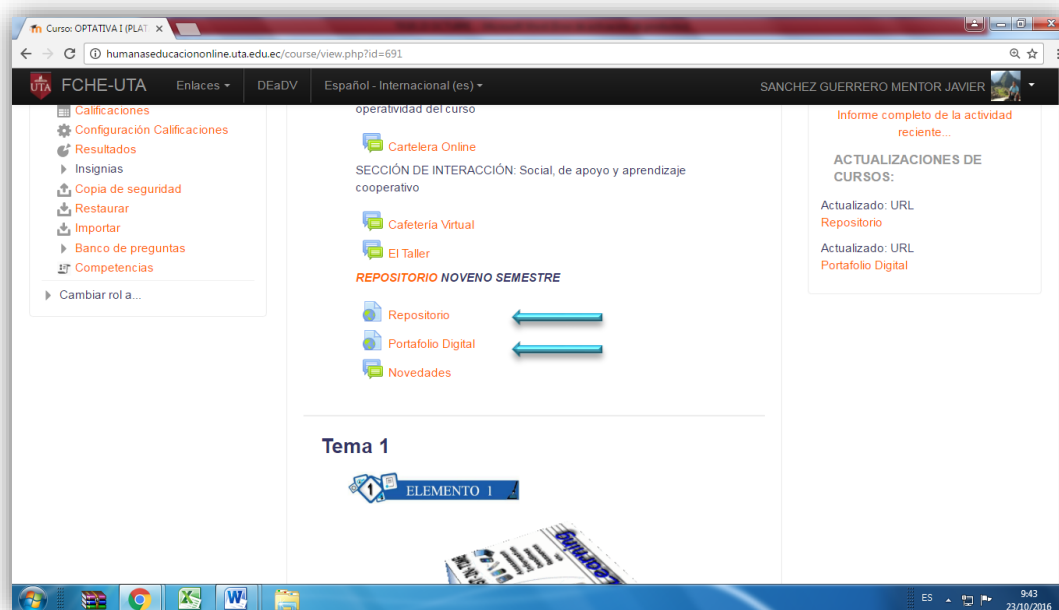 Curso: OPTATIVA I (PLAT
humanaseducaciononline.uta.edu.ec/course/view.php?id=691
UTA FCHE-UTA Enlaces DEaDV Español - Internacional (es) SANCHEZ GUERRERO MENTOR JAVIER
Calificaciones
Configuración Calificaciones
Resultados
Insignias
Copia de seguridad
Restaurar
Importar
Banco de preguntas
Competencias
Cambiar rol a...
operatividad del curso
Cartelera Online
SECCIÓN DE INTERACCIÓN: Social, de apoyo y aprendizaje
cooperativo
Cafetería Virtual
El Taller
REPOSITORIO NOVENO SEMESTRE
Repositorio
Portafolio Digital
Novedades
Tema 1
1 ELEMENTO 1
Learning
Informe completo de la actividad
reciente...
ACTUALIZACIONES DE
CURSOS:
Actualizado: URL
Repositorio
Actualizado: URL
Portafolio Digital
ES 9:43
23/10/2016